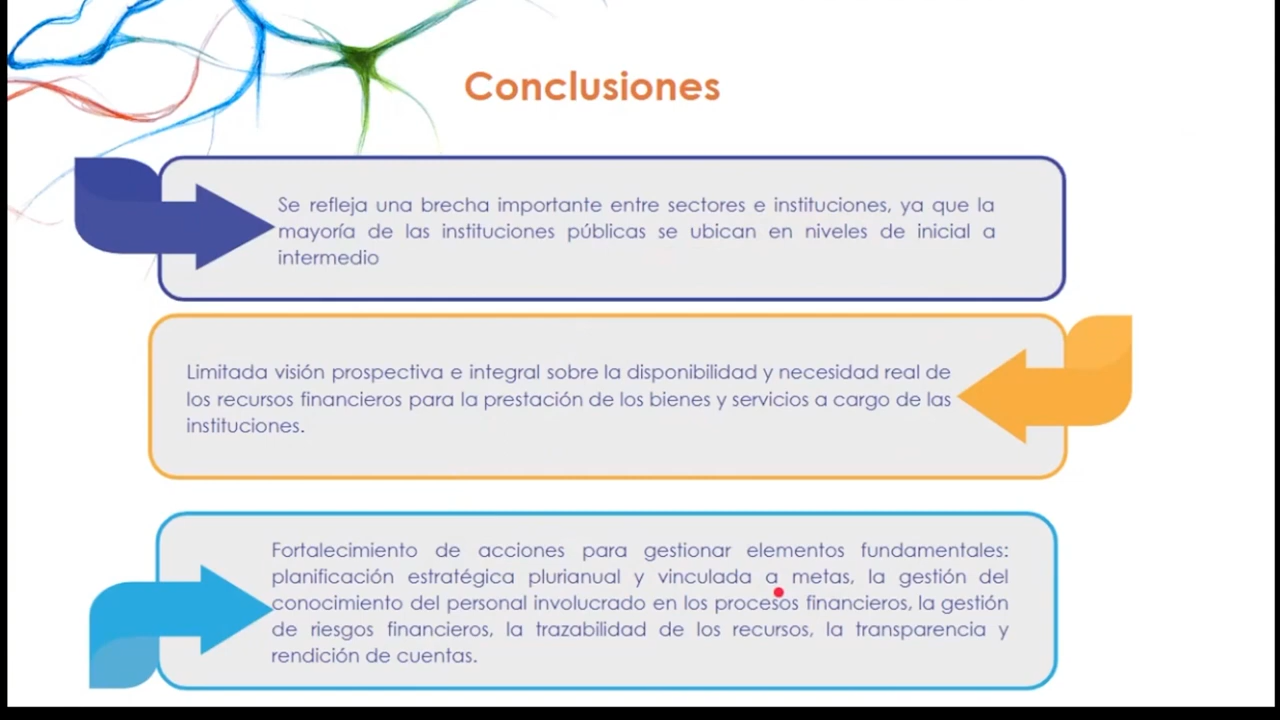 Conclusiones
Se refleja una brecha importante entre sectores e instituciones, ya que la
mayoría de las instituciones públicas se ubican en niveles de inicial a
intermedio
Limitada visión prospectiva e integral sobre la disponibilidad y necesidad real de
los recursos financieros para la prestación de los bienes y servicios a cargo de las
instituciones.
Fortalecimiento de acciones para gestionar elementos fundamentales:
planificación estratégica plurianual y vinculada a metas, la gestión del
conocimiento del personal involucrado en los procesos financieros, la gestión
de riesgos financieros, la trazabilidad de los recursos, la transparencia y
rendición de cuentas.